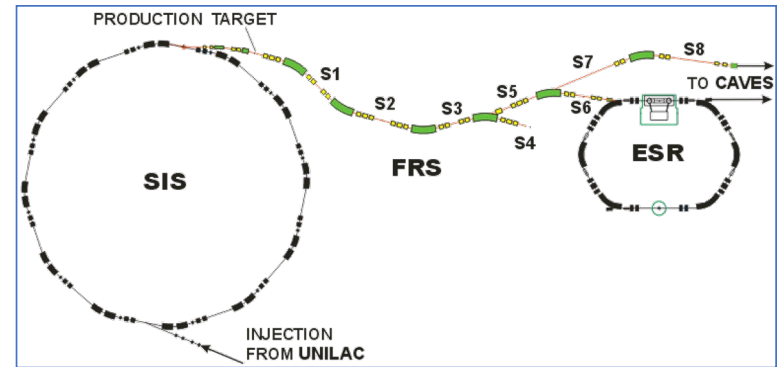 PRODUCTION TARGET
S1
S2
S3
S4
S5
S6
S7
S8
TO CAVES
SIS
FRS
ESR
INJECTION
FROM UNILAC